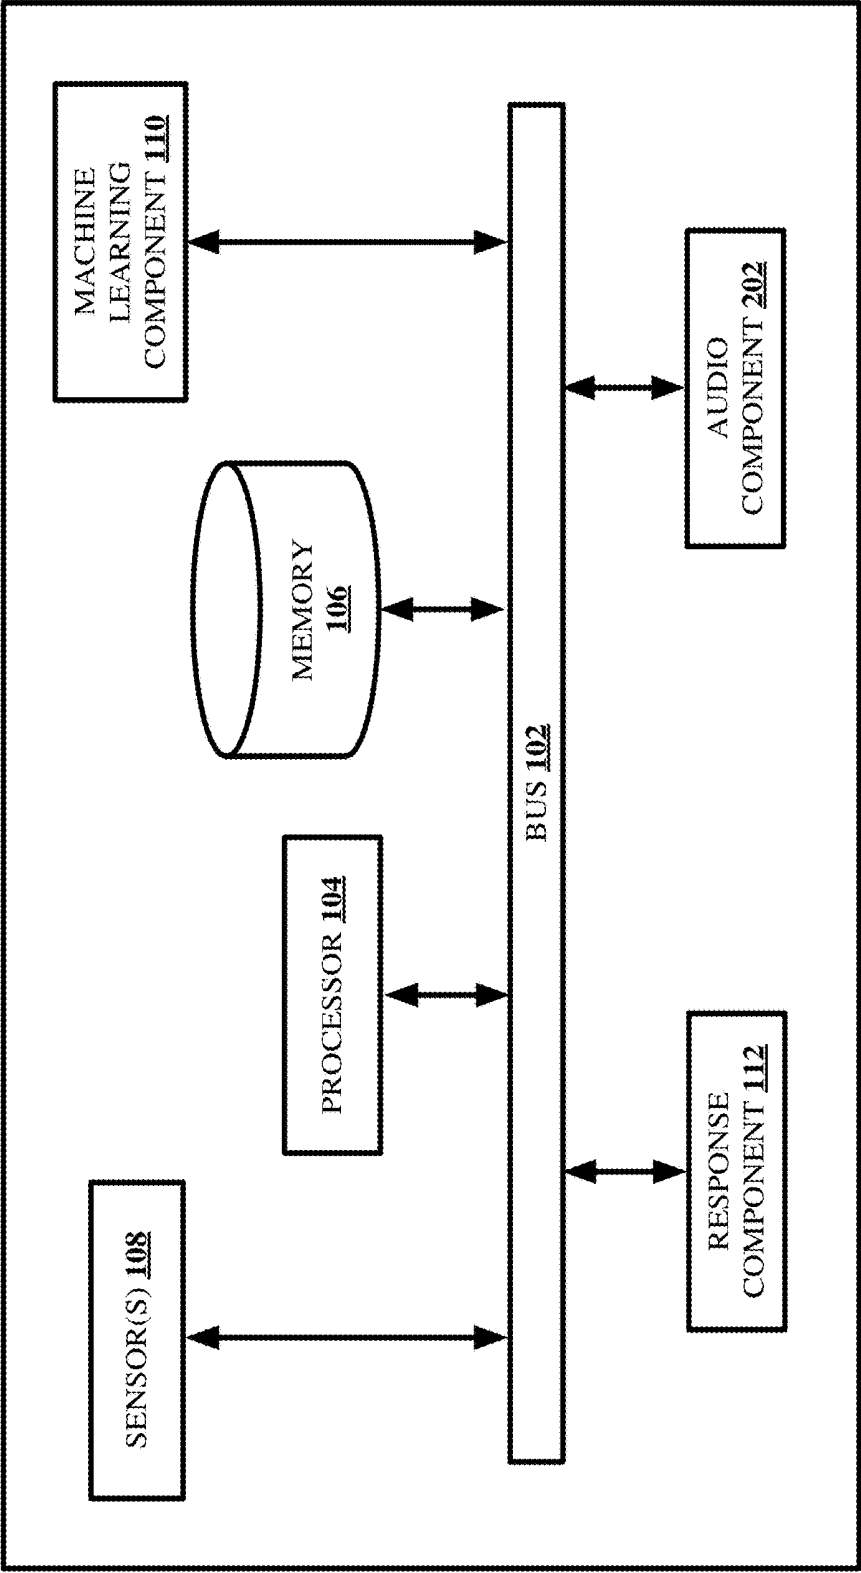 SENSOR(S) 108
PROCESSOR 104
MEMORY
106
MACHINE
LEARNING
COMPONENT 110
BUS 102
RESPONSE
COMPONENT 112
AUDIO
COMPONENT 202